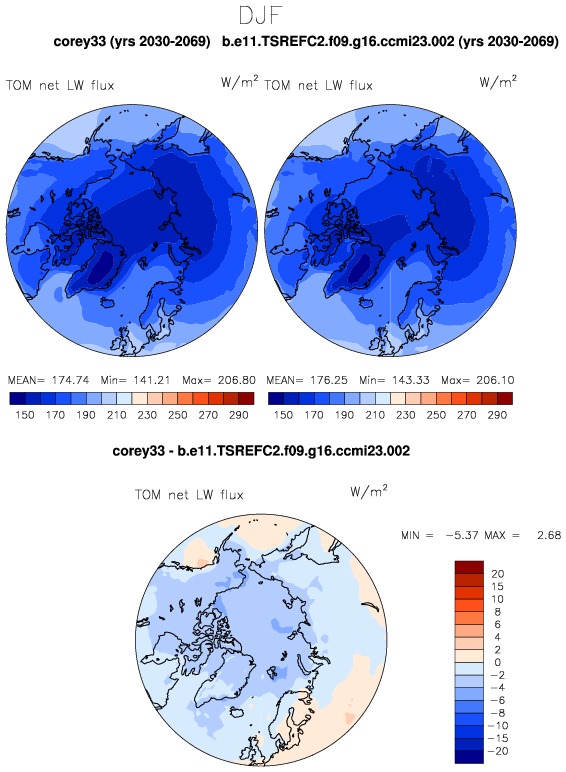 DJF
corey33 (yrs 2030-2069) b.e11.TSREFC2.f09.g16.ccmi23.002 (yrs 2030-2069)
TOM net LW flux W/m² TOM net LW flux W/m²
MEAN= 174.74 Min= 141.21 Max= 206.80 MEAN= 176.25 Min= 143.33 Max= 206.10
150 170 190 210 230 250 270 290 150 170 190 210 230 250 270 290
corey33 - b.e11.TSREFC2.f09.g16.ccmi23.002
TOM net LW flux W/m²
MIN = -5.37 MAX = 2.68
20
15
10
8
6
4
2
0
-2
-4
-6
-8
-10
-15
-20